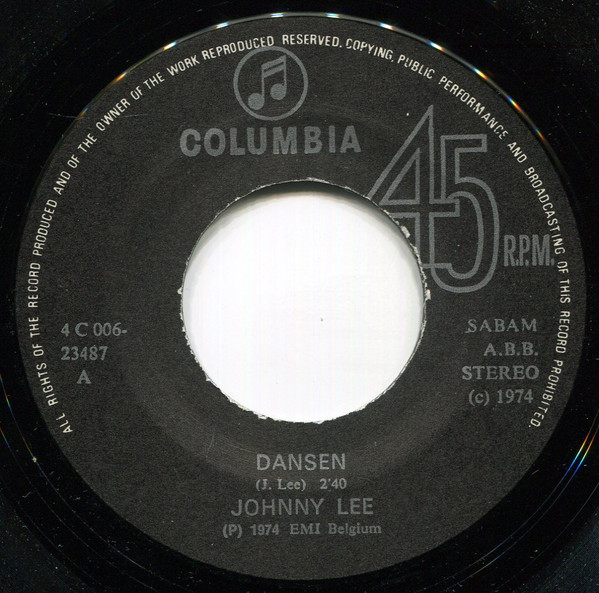 ALL RIGHTS OF THE RECORD PRODUCED AND OF THE OWNER OF THE WORK REPRODUCED RESERVED. COPYING, PUBLIC PERFORMANCE AND BROADCASTING OF THIS RECORD PROHIBITED.
COLUMBIA
45
R.P.M.
4 C 006-
23487
A
SABAM
A.B.B.
STEREO
(c) 1974
DANSEN
(J. Lee) 2'40
JOHNNY LEE
(P) 1974 EMI Belgium